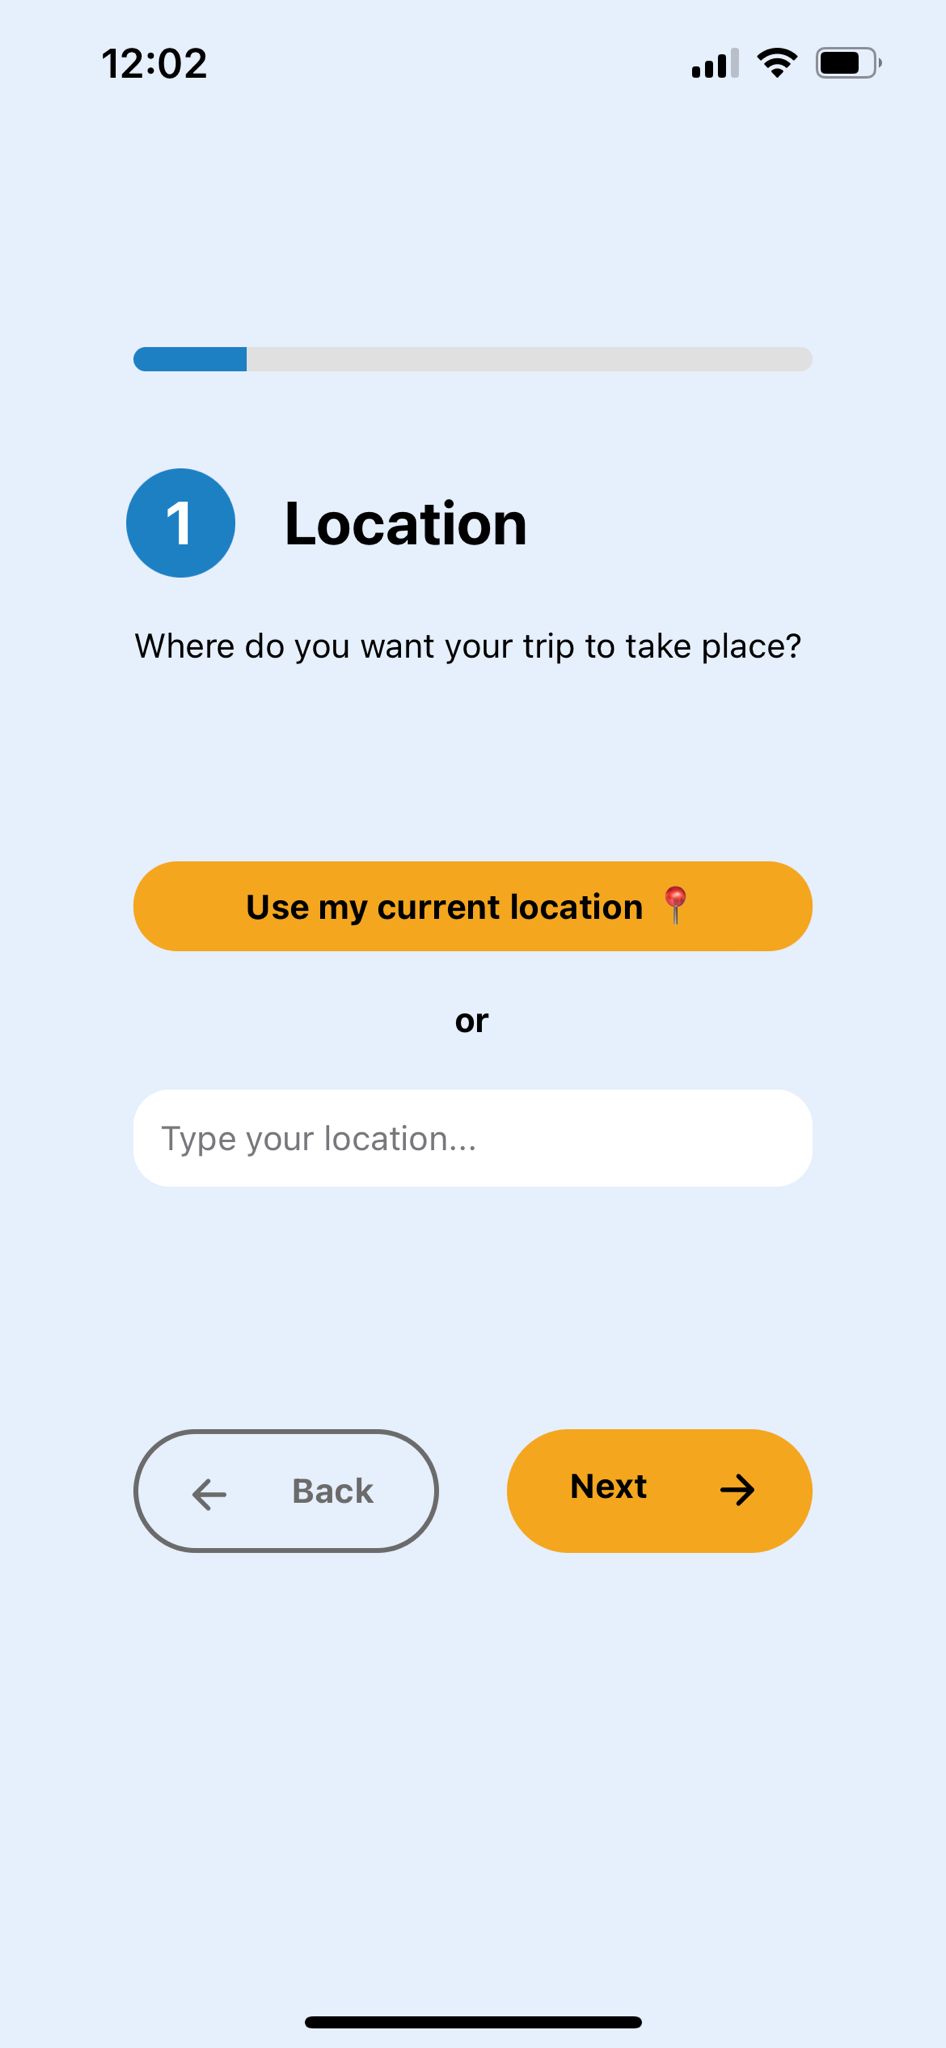 12:02
1 Location
Where do you want your trip to take place?
Use my current location 📍
or
Type your location...
← Back
Next →